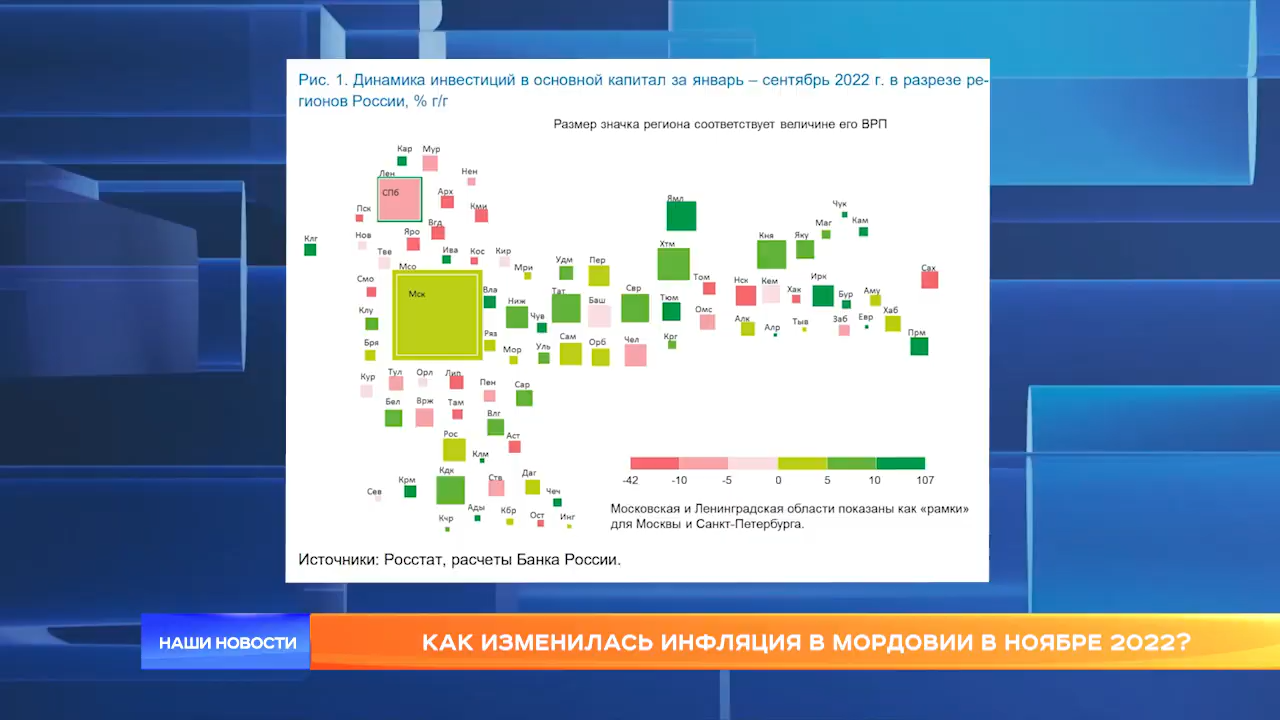 Рис. 1. Динамика инвестиций в основной капитал за январь – сентябрь 2022 г. в разрезе ре-
гионов России, % г/г
Размер значка региона соответствует величине его ВРП
Кар Мур
Лен Нен
СПб Арх
Ямл
Пск Кми Чук
Вгд Маг Кам
Клг Нов Яро Хтм Кня Яку
Тве Ива Кос Кир Удм Пер
Мсо Мри Сах
Смо Мск Вла Тат Баш Свр Тюм Том Нск Кем Хак Ирк Бур Аму
Клу Ниж Чув Омс Алк Алр Тыв Заб Евр Хаб
Бря Ряз Мор Уль Сам Орб Чел Крг Прм
Кур Тул Орл Лип Пен Сар
Бел Врж Там Влг
Рос Клм Аст
Кдк Ств Даг
Сев Крм Чеч
Кчр Ады Кбр Ост Инг
-42 -10 -5 0 5 10 107
Московская и Ленинградская области показаны как «рамки»
для Москвы и Санкт-Петербурга.
Источники: Росстат, расчеты Банка России.
НАШИ НОВОСТИ
КАК ИЗМЕНИЛАСЬ ИНФЛЯЦИЯ В МОРДОВИИ В НОЯБРЕ 2022?